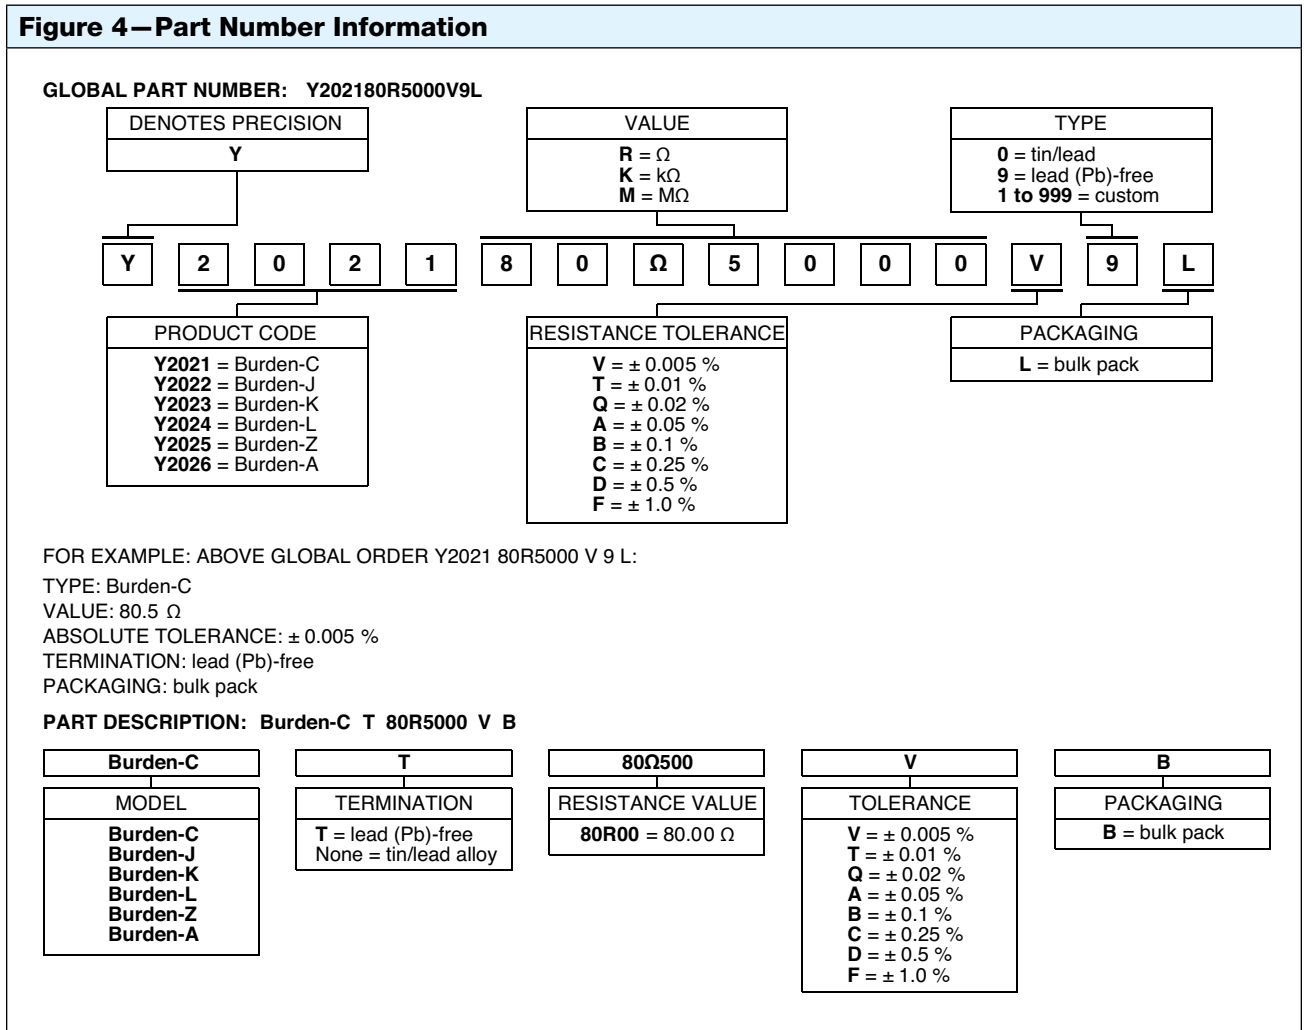 Figure 4—Part Number Information
GLOBAL PART NUMBER: Y202180R5000V9L
DENOTES PRECISION
Y
VALUE
R = Ω
K = kΩ
M = MΩ
TYPE
0 = tin/lead
9 = lead (Pb)-free
1 to 999 = custom
Y 2 0 2 1 8 0 Ω 5 0 0 0 V 9 L
PRODUCT CODE
Y2021 = Burden-C
Y2022 = Burden-J
Y2023 = Burden-K
Y2024 = Burden-L
Y2025 = Burden-Z
Y2026 = Burden-A
RESISTANCE TOLERANCE
V = ± 0.005 %
T = ± 0.01 %
Q = ± 0.02 %
A = ± 0.05 %
B = ± 0.1 %
C = ± 0.25 %
D = ± 0.5 %
F = ± 1.0 %
PACKAGING
L = bulk pack
FOR EXAMPLE: ABOVE GLOBAL ORDER Y2021 80R5000 V 9 L:
TYPE: Burden-C
VALUE: 80.5 Ω
ABSOLUTE TOLERANCE: ± 0.005 %
TERMINATION: lead (Pb)-free
PACKAGING: bulk pack
PART DESCRIPTION: Burden-C T 80R5000 V B
Burden-C
MODEL
Burden-C
Burden-J
Burden-K
Burden-L
Burden-Z
Burden-A
T
TERMINATION
T = lead (Pb)-free
None = tin/lead alloy
80Ω500
RESISTANCE VALUE
80R00 = 80.00 Ω
V
TOLERANCE
V = ± 0.005 %
T = ± 0.01 %
Q = ± 0.02 %
A = ± 0.05 %
B = ± 0.1 %
C = ± 0.25 %
D = ± 0.5 %
F = ± 1.0 %
B
PACKAGING
B = bulk pack